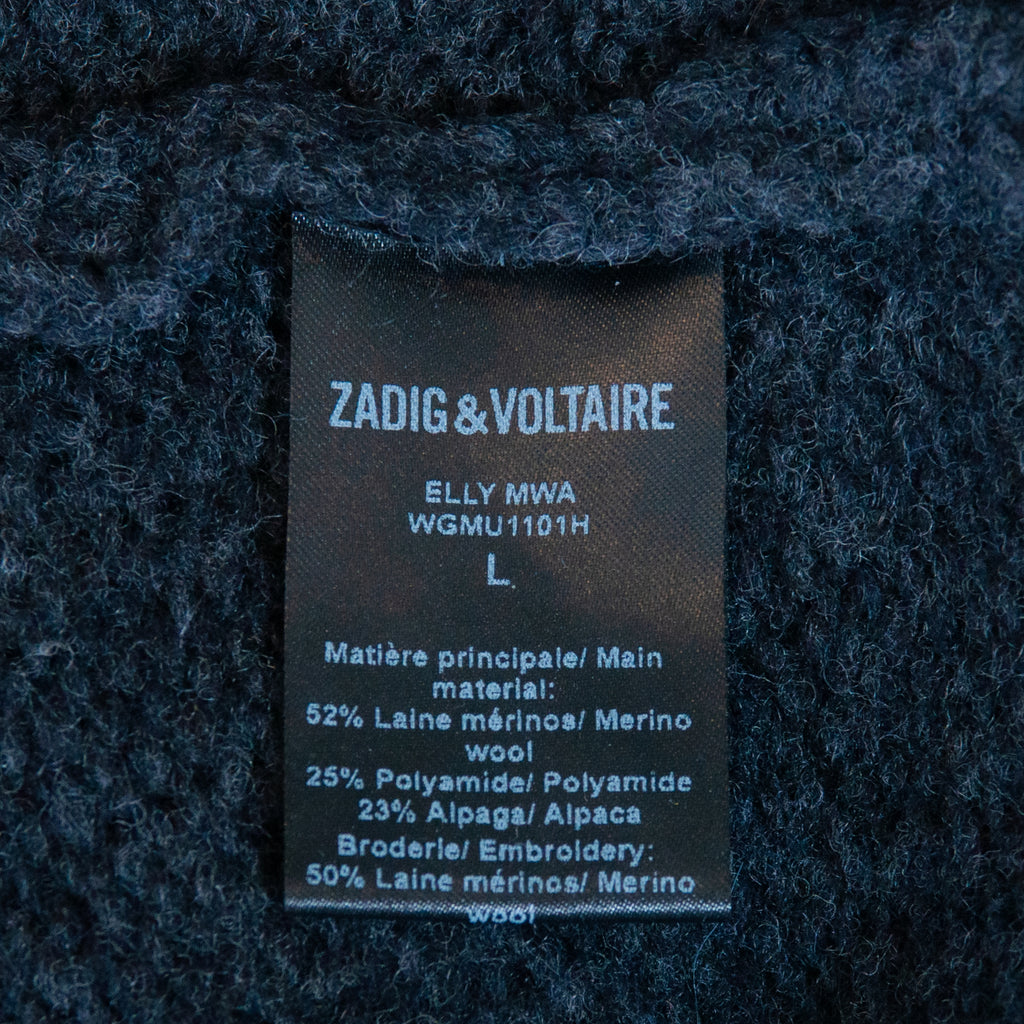 ZADIG&VOLTAIRE
ELLY MWA
WGMU1101H
L
Matière principale/ Main
material:
52% Laine mérinos/ Merino
wool
25% Polyamide/ Polyamide
23% Alpaga/ Alpaca
Broderie/ Embroidery:
50% Laine mérinos/ Merino
wool